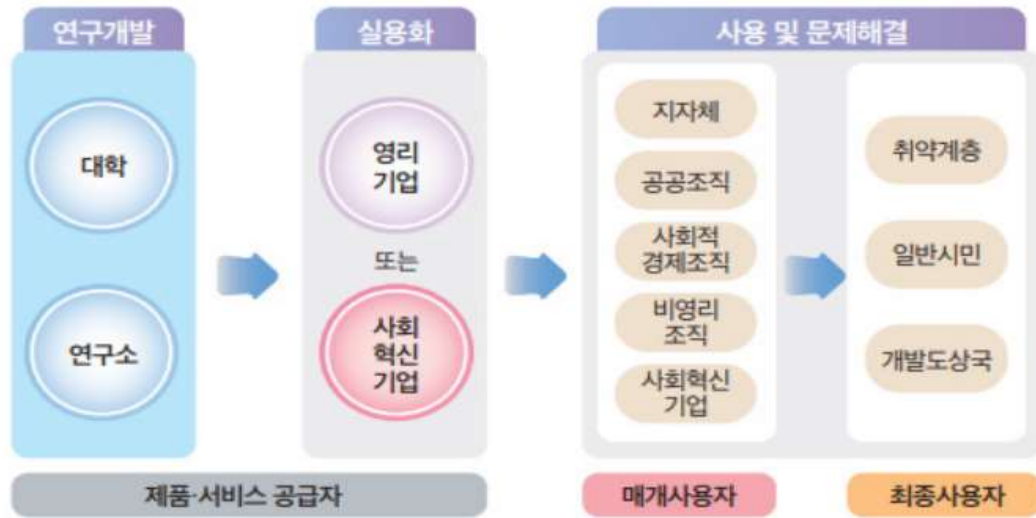 연구개발
대학
연구소
실용화
영리
기업
또는
사회
혁신
기업
사용 및 문제해결
지자체
공공조직
사회적
경제조직
비영리
조직
사회혁신
기업
취약계층
일반시민
개발도상국
제품·서비스 공급자
매개사용자
최종사용자